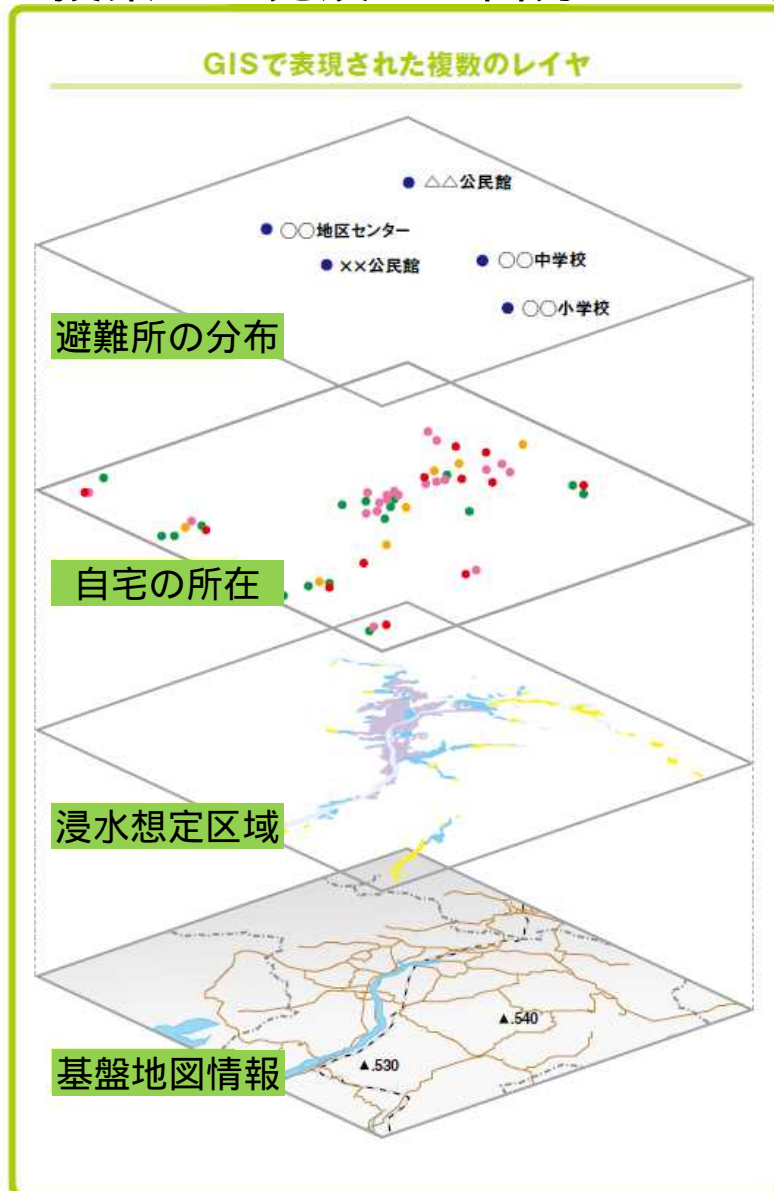 GISで表現された複数のレイヤ
△△公民館
○○地区センター
××公民館
○○中学校
○○小学校
避難所の分布
自宅の所在
浸水想定区域
▲.540
▲.530
基盤地図情報